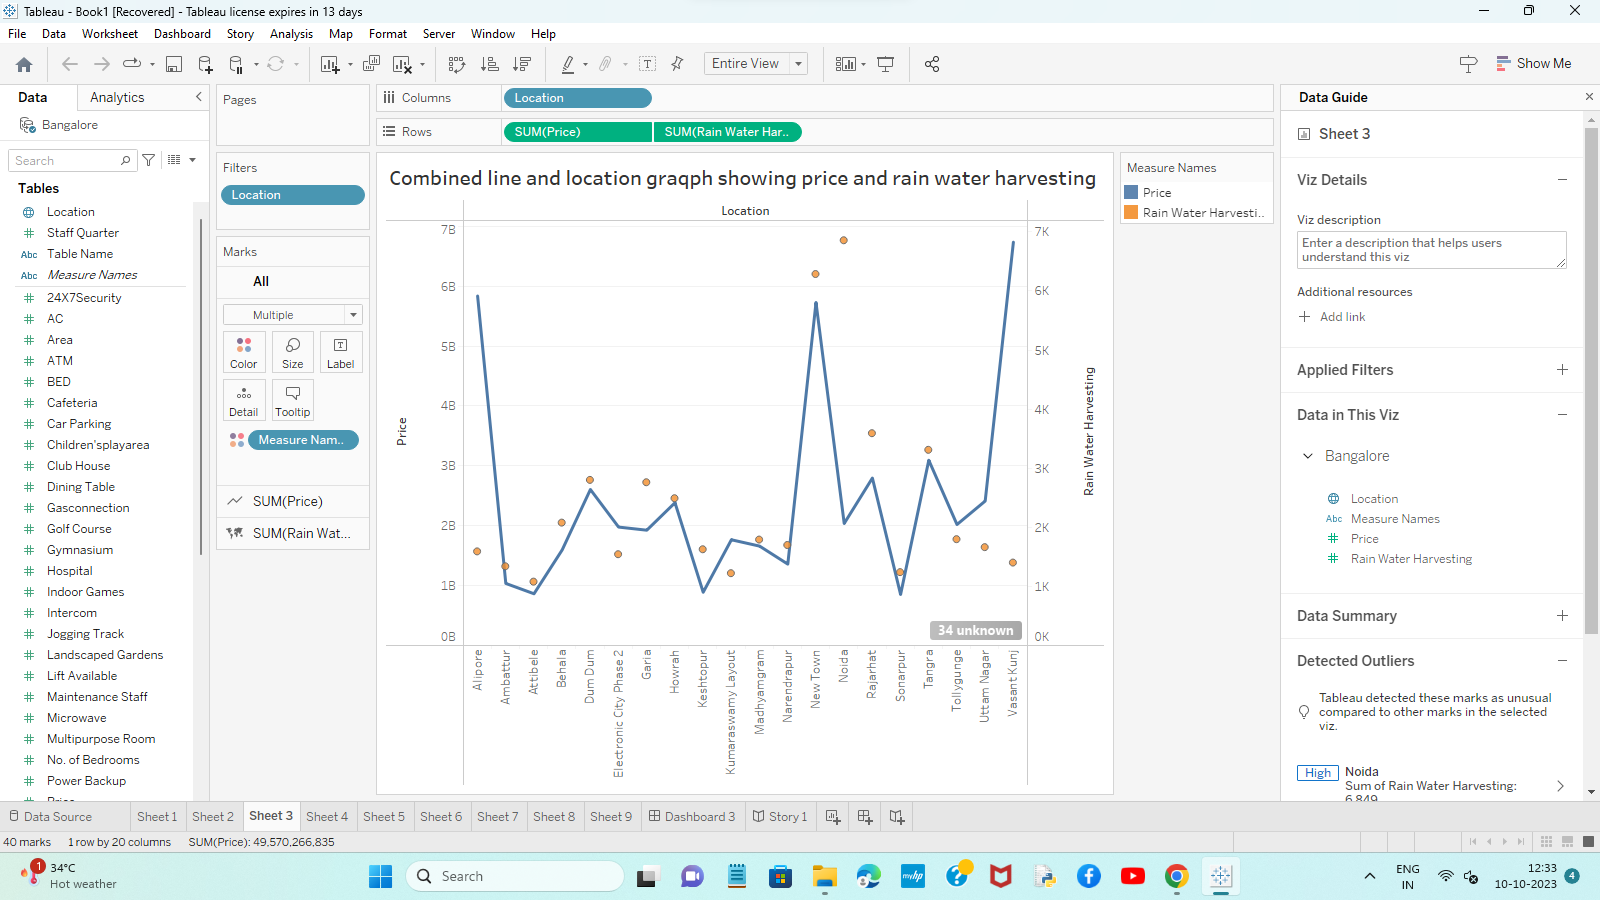 Tableau - Book1 [Recovered] - Tableau license expires in 13 days
File Data Worksheet Dashboard Story Analysis Map Format Server Window Help
Entire View
Show Me
Data
Analytics
Bangalore
Search
Tables
Location
Staff Quarter
Abc Table Name
Abc Measure Names
24X7Security
AC
Area
ATM
BED
Cafeteria
Car Parking
Children'splayarea
Club House
Dining Table
Gasconnection
Golf Course
Gymnasium
Hospital
Indoor Games
Intercom
Jogging Track
Landscaped Gardens
Lift Available
Maintenance Staff
Microwave
Multipurpose Room
No. of Bedrooms
Power Backup
Pages
Filters
Location
Marks
All
Multiple
Color
Size
Label
Detail
Tooltip
Measure Nam..
SUM(Price)
SUM(Rain Wat...
Columns
Location
Rows
SUM(Price)
SUM(Rain Water Har..
Combined line and location graqph showing price and rain water harvesting
Location
7B
6B
5B
4B
3B
2B
1B
0B
Price
7K
6K
5K
4K
3K
2K
1K
0K
Rain Water Harvesting
34 unknown
Alipore
Ambattur
Attibele
Behala
Dum Dum
Electronic City Phase 2
Garia
Howrah
Keshtopur
Kumaraswamy Layout
Madhyamgram
Narendrapur
New Town
Noida
Rajarhat
Sonarpur
Tangra
Tollygunge
Uttam Nagar
Vasant Kunj
Measure Names
Price
Rain Water Harvesti..
Data Guide
Sheet 3
Viz Details
Viz description
Enter a description that helps users
understand this viz
Additional resources
Add link
Applied Filters
Data in This Viz
Bangalore
Location
Abc Measure Names
Price
Rain Water Harvesting
Data Summary
Detected Outliers
Tableau detected these marks as unusual
compared to other marks in the selected
viz.
High
Noida
Sum of Rain Water Harvesting:
6,849
Data Source
Sheet 1
Sheet 2
Sheet 3
Sheet 4
Sheet 5
Sheet 6
Sheet 7
Sheet 8
Sheet 9
Dashboard 3
Story 1
40 marks 1 row by 20 columns SUM(Price): 49,570,266,835
1
34°C
Hot weather
Search
myhp
ENG
IN
12:33
10-10-2023
4